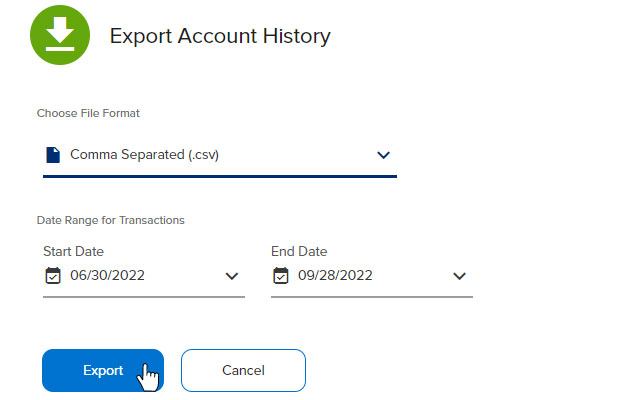 Export Account History
Choose File Format
Comma Separated (.csv)
Date Range for Transactions
Start Date End Date
06/30/2022 09/28/2022
Export Cancel